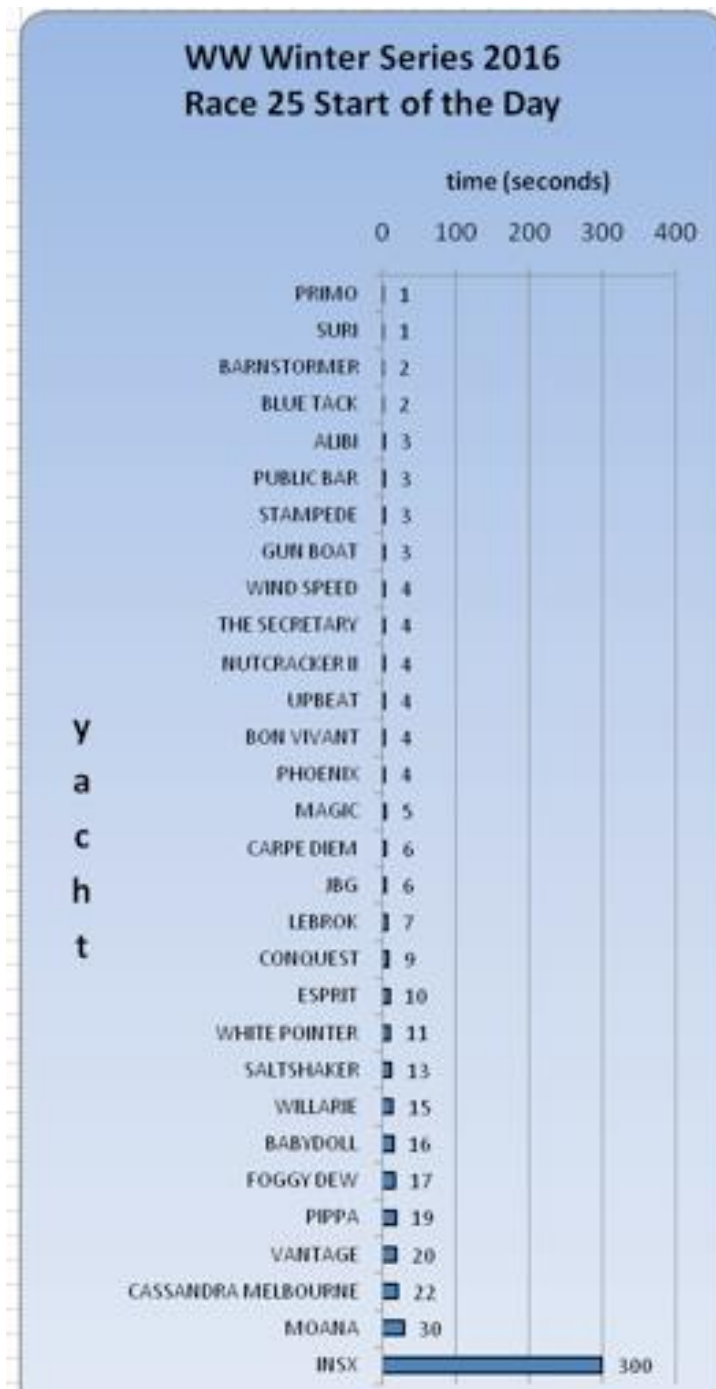 WW Winter Series 2016
Race 25 Start of the Day
time (seconds)
0 100 200 300 400
PRIMO 1
SURI 1
BARNSTORMER 2
BLUE TACK 2
ALIBI 3
PUBLIC BAR 3
STAMPEDE 3
GUN BOAT 3
WIND SPEED 4
THE SECRETARY 4
NUTCRACKER II 4
UPBEAT 4
BON VIVANT 4
PHOENIX 4
MAGIC 5
CARPE DIEM 6
JBG 6
LEBROK 7
CONQUEST 9
ESPRIT 10
WHITE POINTER 11
SALTSHAKER 13
WILLARIE 15
BABYDOLL 16
FOGGY DEW 17
PIPPA 19
VANTAGE 20
CASSANDRA MELBOURNE 22
MOANA 30
INSX 300
yacht